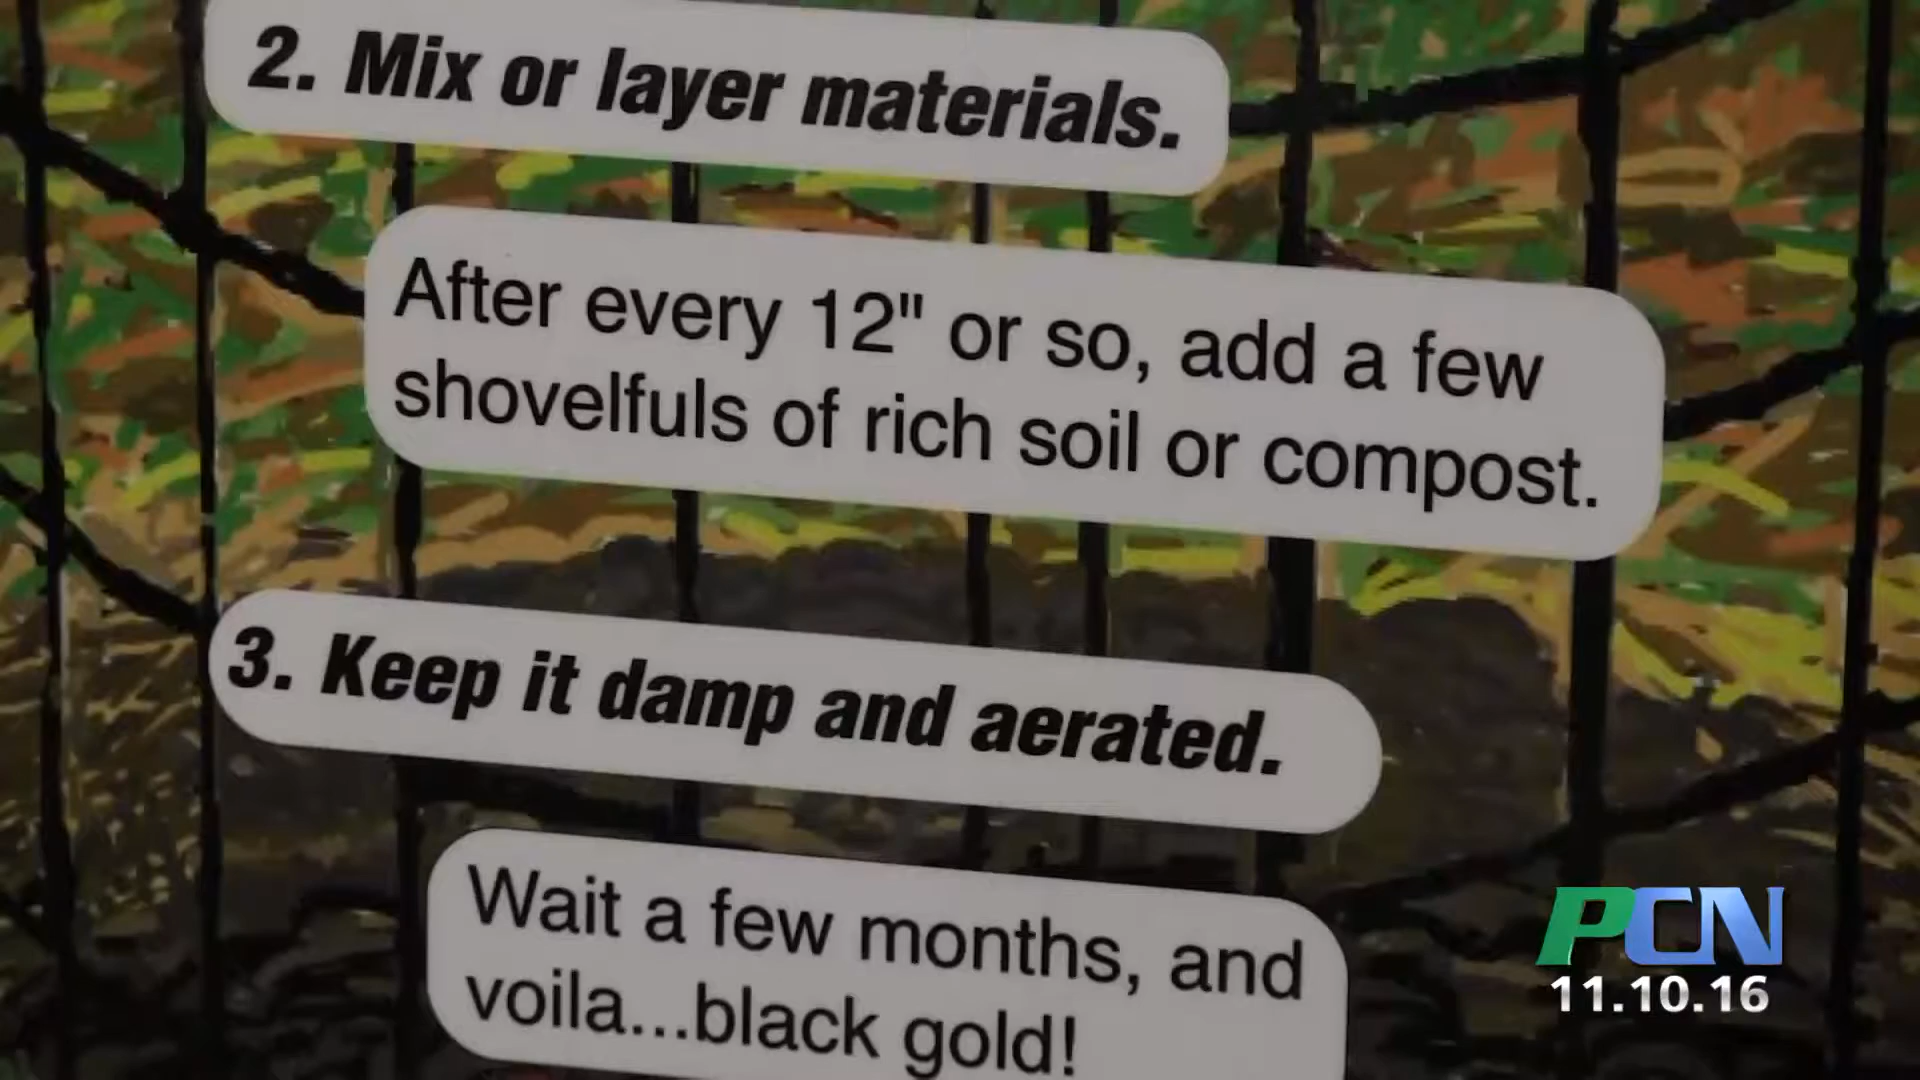 2. Mix or layer materials.
After every 12" or so, add a few
shovelfuls of rich soil or compost.
3. Keep it damp and aerated.
Wait a few months, and
voila...black gold!
PCN
11.10.16